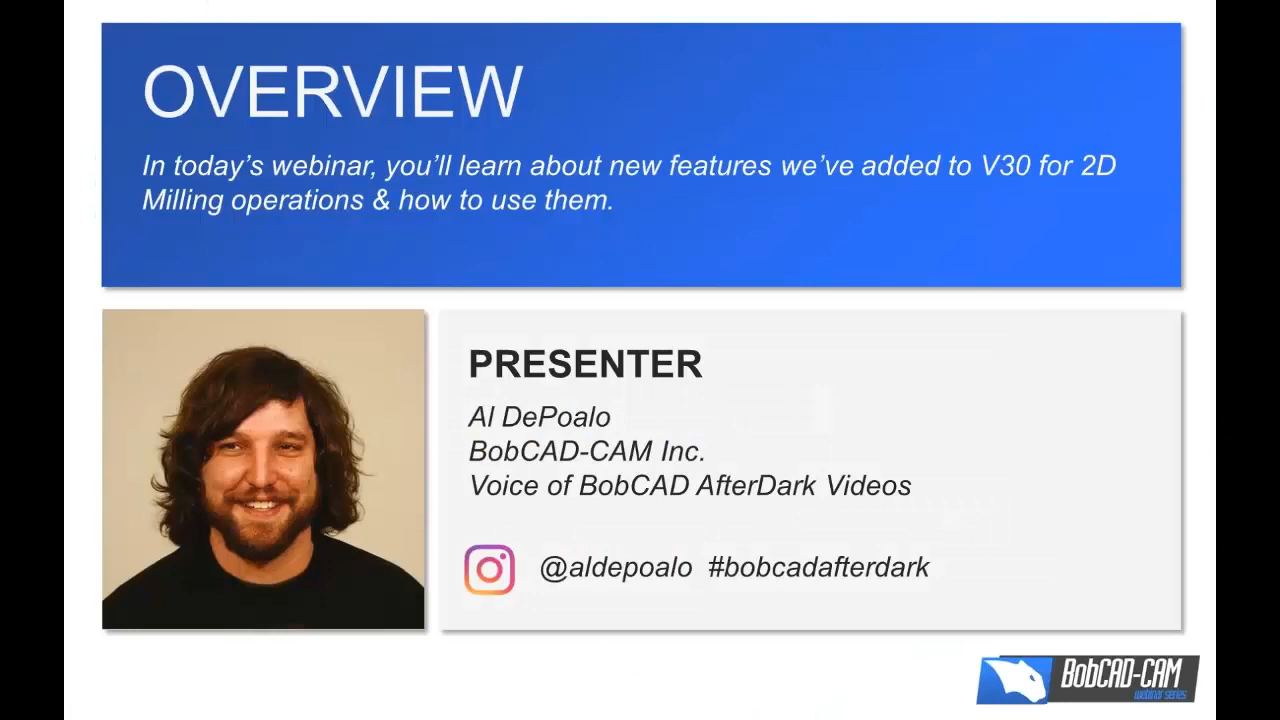 OVERVIEW
In today’s webinar, you’ll learn about new features we’ve added to V30 for 2D
Milling operations & how to use them.
PRESENTER
Al DePoalo
BobCAD-CAM Inc.
Voice of BobCAD AfterDark Videos
@aldepoalo #bobcadafterdark
BobCAD-CAM
webinar series